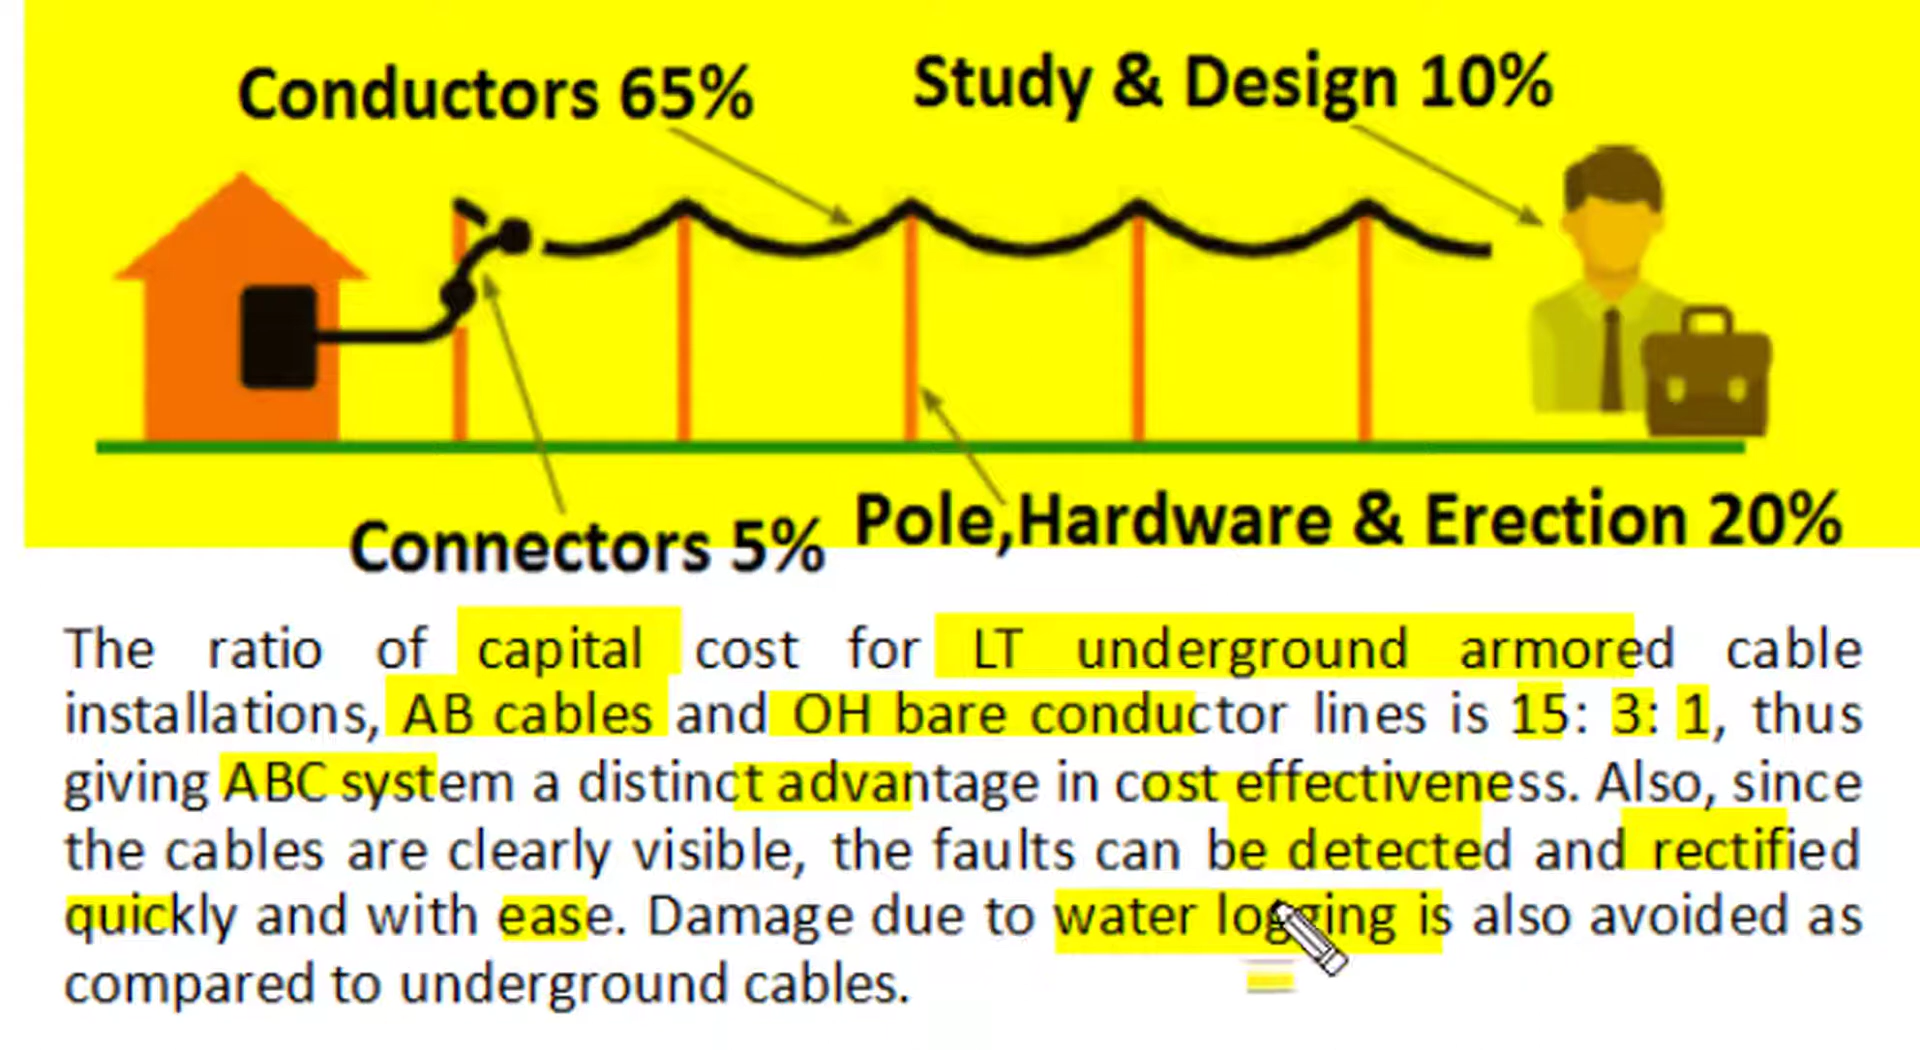 Conductors 65%
Study & Design 10%
Connectors 5%
Pole,Hardware & Erection 20%
The ratio of capital cost for LT underground armored cable
installations, AB cables and OH bare conductor lines is 15: 3: 1, thus
giving ABC system a distinct advantage in cost effectiveness. Also, since
the cables are clearly visible, the faults can be detected and rectified
quickly and with ease. Damage due to water logging is also avoided as
compared to underground cables.